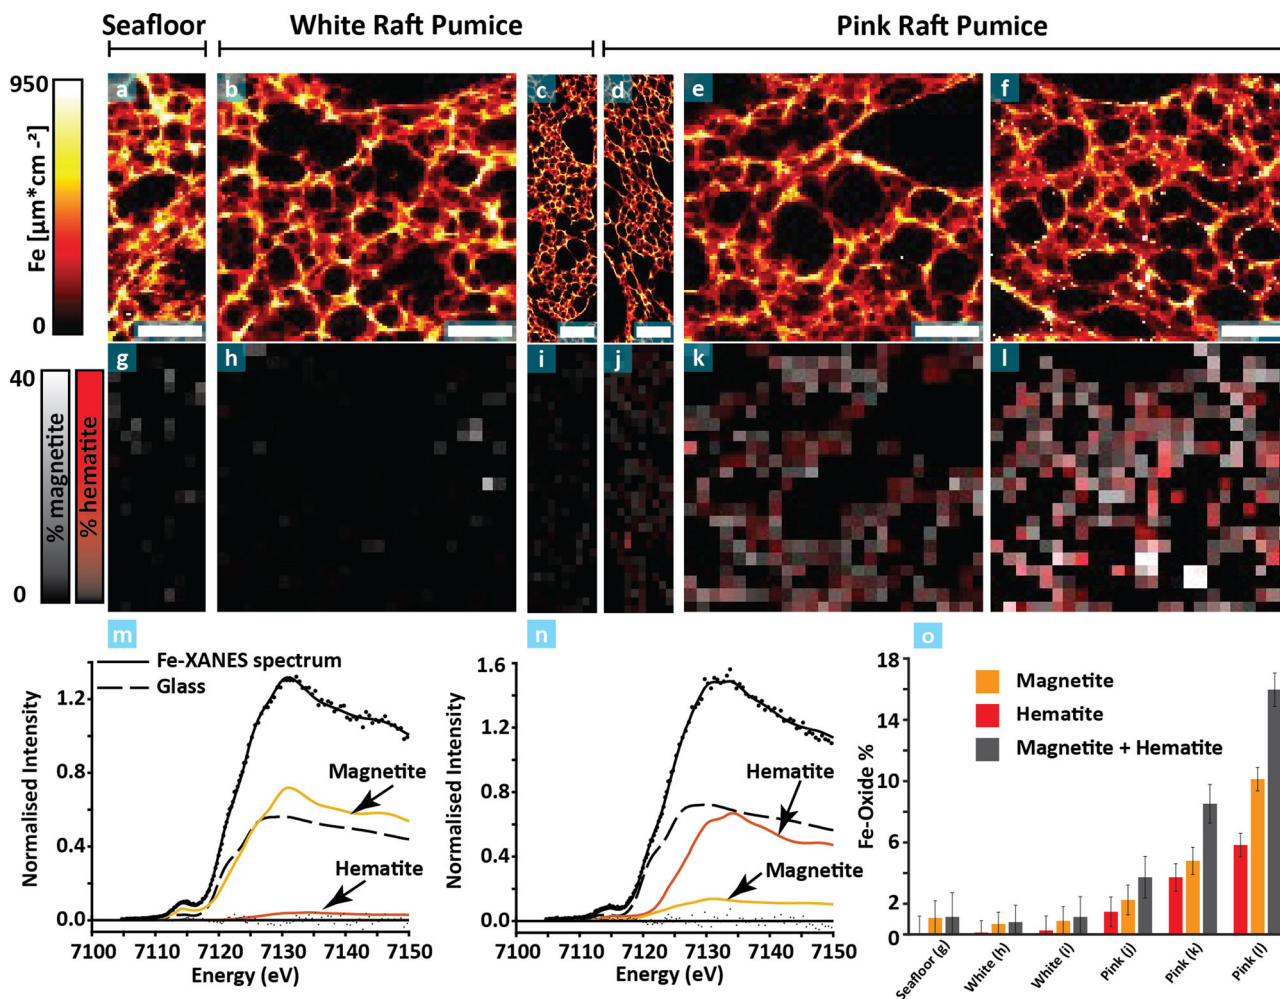 Seafloor
White Raft Pumice
Pink Raft Pumice
950
Fe [µm*cm⁻²]
0
a
b
c
d
e
f
40
% magnetite
% hematite
0
g
h
i
j
k
l
m
Fe-XANES spectrum
Glass
Magnetite
Hematite
Normalised Intensity
1.2
0.8
0.4
0.0
7100
7110
7120
7130
7140
7150
Energy (eV)
n
Hematite
Magnetite
Normalised Intensity
1.6
1.2
0.8
0.4
0.0
7100
7110
7120
7130
7140
7150
Energy (eV)
o
Magnetite
Hematite
Magnetite + Hematite
Fe-Oxide %
18
14
10
6
2
0
Seafloor (g)
White (h)
White (i)
Pink (j)
Pink (k)
Pink (l)